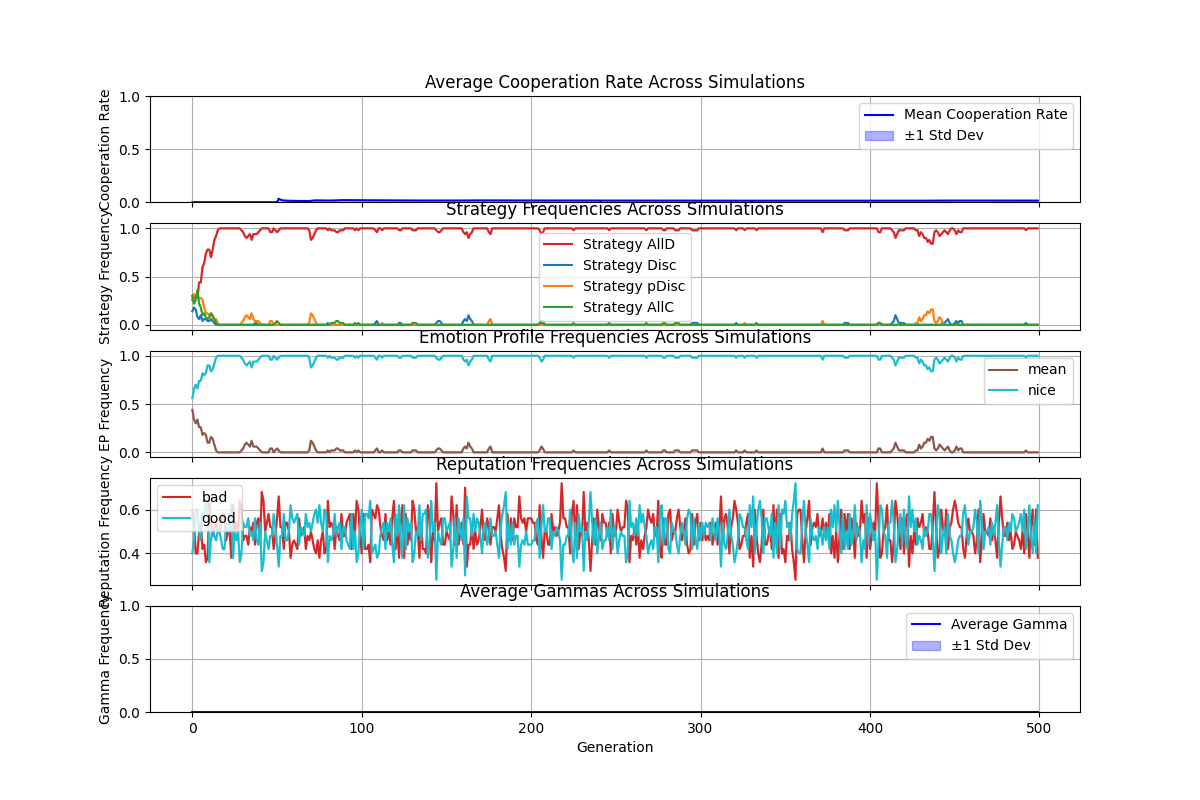 Average Cooperation Rate Across Simulations
Cooperation Rate
1.0
0.5
0.0
Mean Cooperation Rate
±1 Std Dev
Strategy Frequencies Across Simulations
Strategy Frequency
1.0
0.5
0.0
Strategy AllD
Strategy Disc
Strategy pDisc
Strategy AllC
Emotion Profile Frequencies Across Simulations
EP Frequency
1.0
0.5
0.0
mean
nice
Reputation Frequencies Across Simulations
Reputation Frequency
0.6
0.4
bad
good
Average Gammas Across Simulations
Gamma Frequency
1.0
0.5
0.0
Average Gamma
±1 Std Dev
0
100
200
300
400
500
Generation